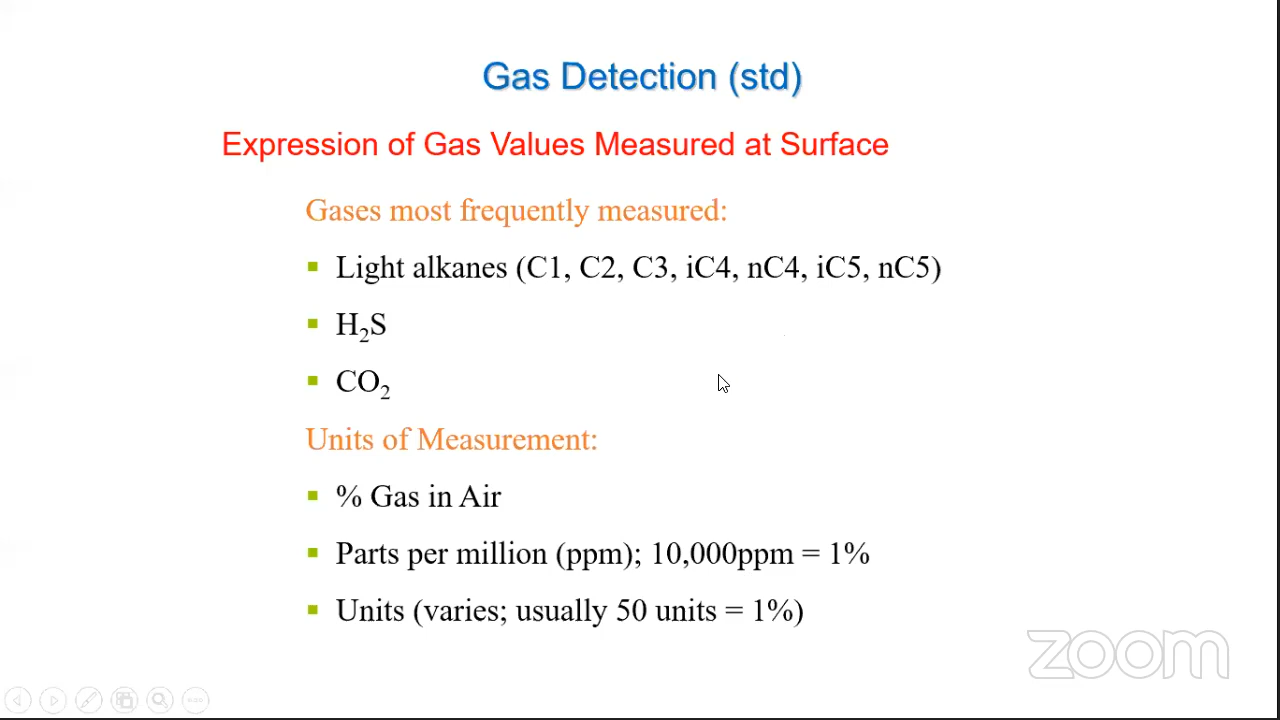 Gas Detection (std)
Expression of Gas Values Measured at Surface
Gases most frequently measured:
▪ Light alkanes (C1, C2, C3, iC4, nC4, iC5, nC5)
▪ H₂S
▪ CO₂
Units of Measurement:
▪ % Gas in Air
▪ Parts per million (ppm); 10,000ppm = 1%
▪ Units (varies; usually 50 units = 1%)
zoom